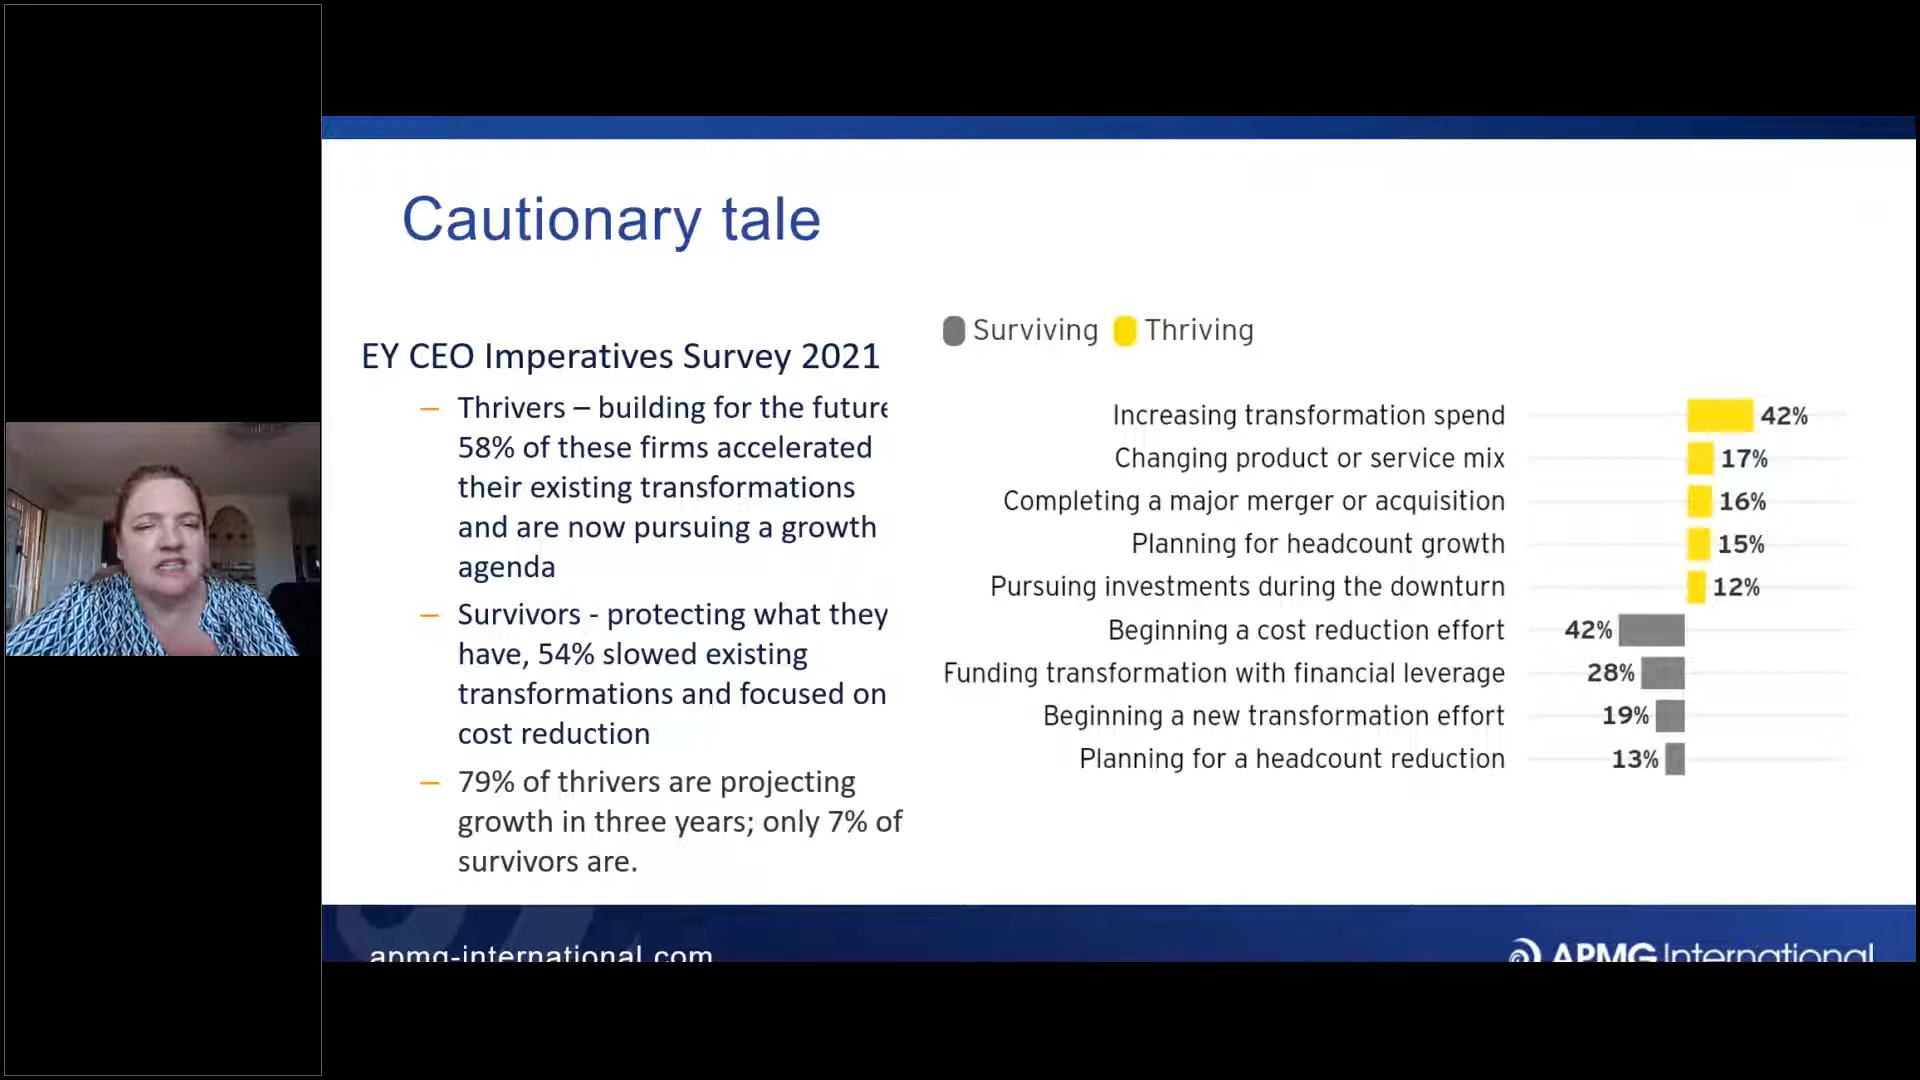 Cautionary tale
EY CEO Imperatives Survey 2021
– Thrivers – building for the future
58% of these firms accelerated
their existing transformations
and are now pursuing a growth
agenda
– Survivors - protecting what they
have, 54% slowed existing
transformations and focused on
cost reduction
– 79% of thrivers are projecting
growth in three years; only 7% of
survivors are.
Surviving Thriving
Increasing transformation spend 42%
Changing product or service mix 17%
Completing a major merger or acquisition 16%
Planning for headcount growth 15%
Pursuing investments during the downturn 12%
Beginning a cost reduction effort 42%
Funding transformation with financial leverage 28%
Beginning a new transformation effort 19%
Planning for a headcount reduction 13%
apmg-international.com
APMG International